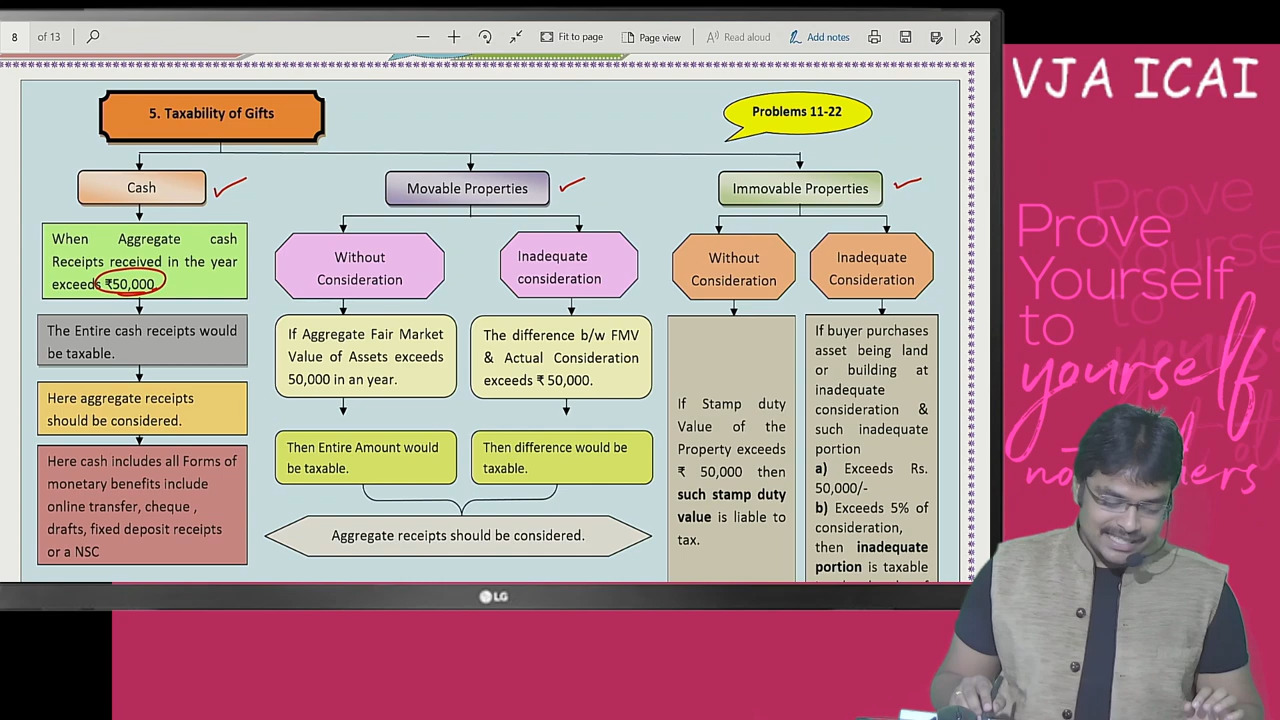 8 of 13
Fit to page
Page view
Read aloud
Add notes
VJA ICAI
5. Taxability of Gifts
Problems 11-22
Cash
Movable Properties
Immovable Properties
When Aggregate cash
Receipts received in the year
exceeds ₹50,000.
The Entire cash receipts would
be taxable.
Here aggregate receipts
should be considered.
Here cash includes all Forms of
monetary benefits include
online transfer, cheque ,
drafts, fixed deposit receipts
or a NSC
Without
Consideration
If Aggregate Fair Market
Value of Assets exceeds
50,000 in an year.
Then Entire Amount would
be taxable.
Inadequate
consideration
The difference b/w FMV
& Actual Consideration
exceeds ₹ 50,000.
Then difference would be
taxable.
Aggregate receipts should be considered.
Without
Consideration
If Stamp duty
Value of the
Property exceeds
₹ 50,000 then
such stamp duty
value is liable to
tax.
Inadequate
Consideration
If buyer purchases
asset being land
or building at
inadequate
consideration &
such inadequate
portion
a) Exceeds Rs.
50,000/-
b) Exceeds 5% of
consideration,
then inadequate
portion is taxable
Prove
Yourself
to
yourself
LG